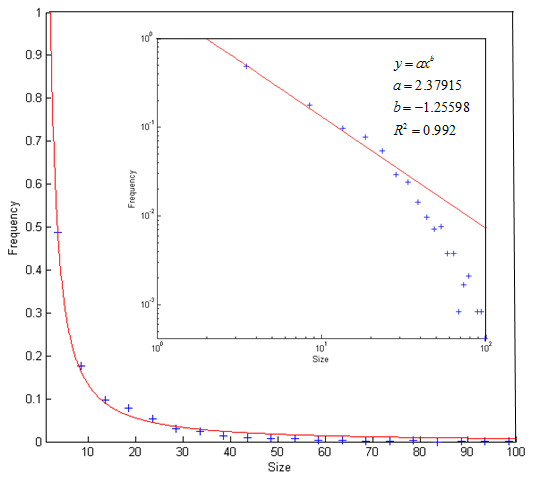 1
0.9
0.8
0.7
0.6
0.5
0.4
0.3
0.2
0.1
0
Frequency
10 20 30 40 50 60 70 80 90 100
Size
10⁰
10⁻¹
10⁻²
10⁻³
Frequency
10⁰ 10¹ 10²
Size
y = axᵇ
a = 2.37915
b = −1.25598
R² = 0.992